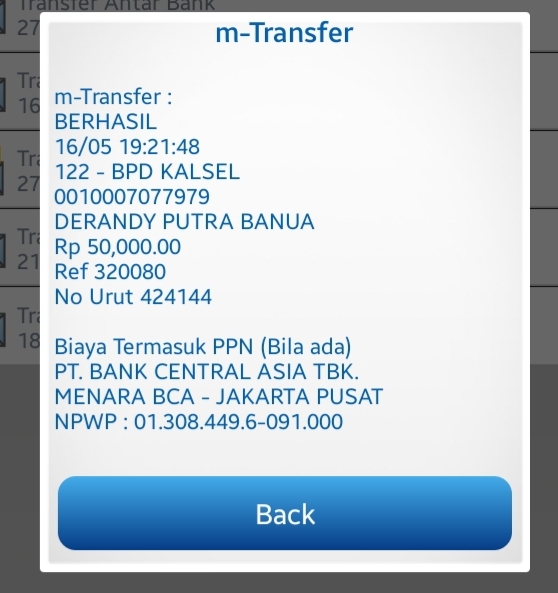 Transfer Antar Bank
27
m-Transfer
Tra
16
m-Transfer :
BERHASIL
16/05 19:21:48
122 - BPD KALSEL
0010007077979
DERANDY PUTRA BANUA
Rp 50,000.00
Ref 320080
No Urut 424144
Tra
27
Tra
21
Tra
18
Biaya Termasuk PPN (Bila ada)
PT. BANK CENTRAL ASIA TBK.
MENARA BCA - JAKARTA PUSAT
NPWP : 01.308.449.6-091.000
Back